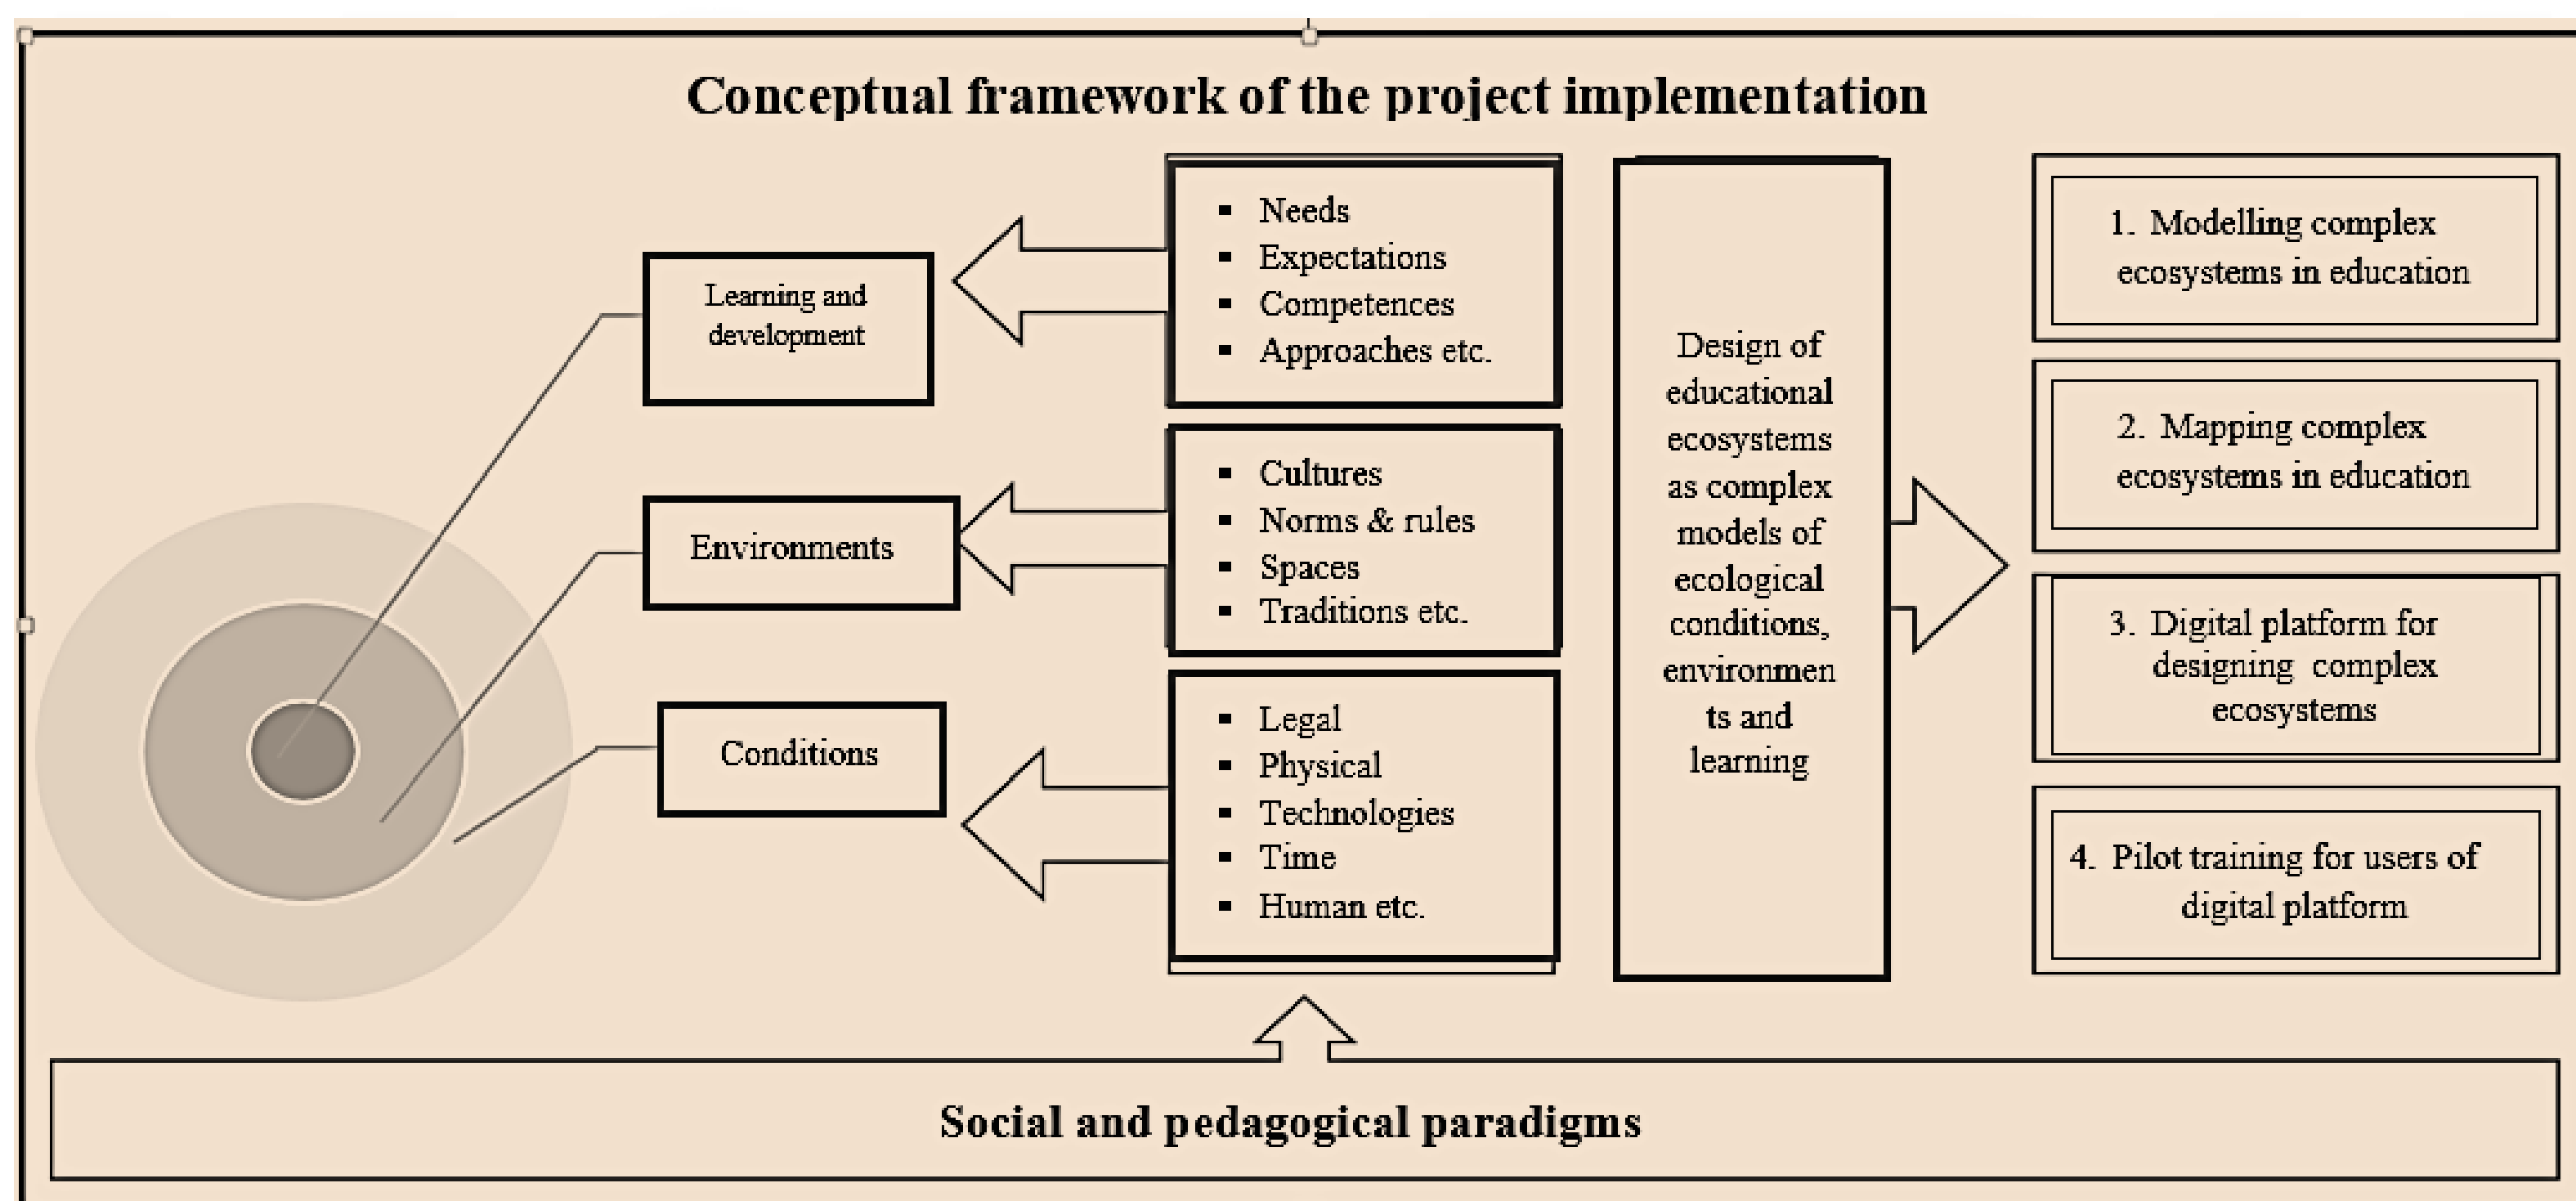 Conceptual framework of the project implementation
Learning and
development
Environments
Conditions
▪ Needs
▪ Expectations
▪ Competences
▪ Approaches etc.
▪ Cultures
▪ Norms & rules
▪ Spaces
▪ Traditions etc.
▪ Legal
▪ Physical
▪ Technologies
▪ Time
▪ Human etc.
Design of
educational
ecosystems
as complex
models of
ecological
conditions,
environmen
ts and
learning
1. Modelling complex
ecosystems in education
2. Mapping complex
ecosystems in education
3. Digital platform for
designing complex
ecosystems
4. Pilot training for users of
digital platform
Social and pedagogical paradigms